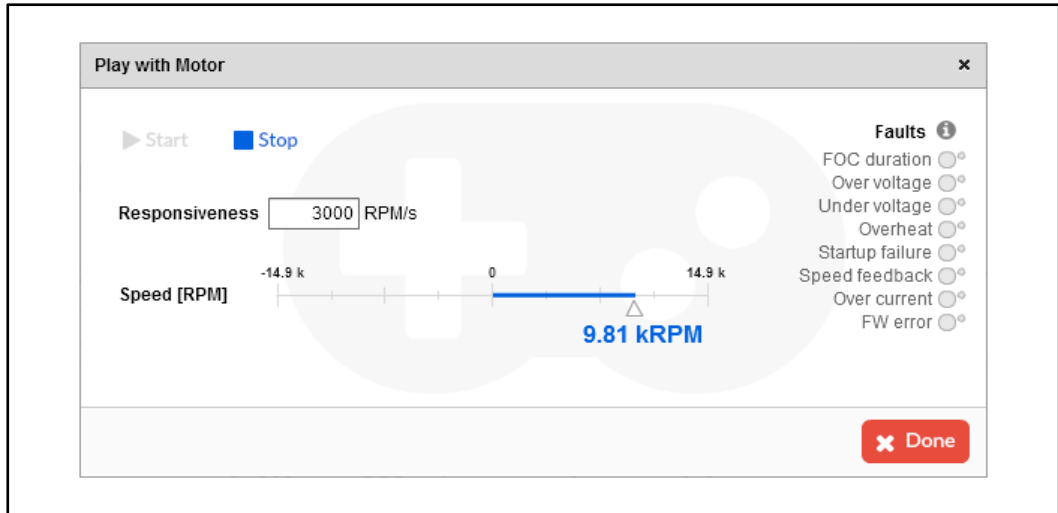 Play with Motor ×
Start Stop
Responsiveness 3000 RPM/s
-14.9 k 0 14.9 k
Speed [RPM]
9.81 kRPM
Faults i
FOC duration
Over voltage
Under voltage
Overheat
Startup failure
Speed feedback
Over current
FW error
Done